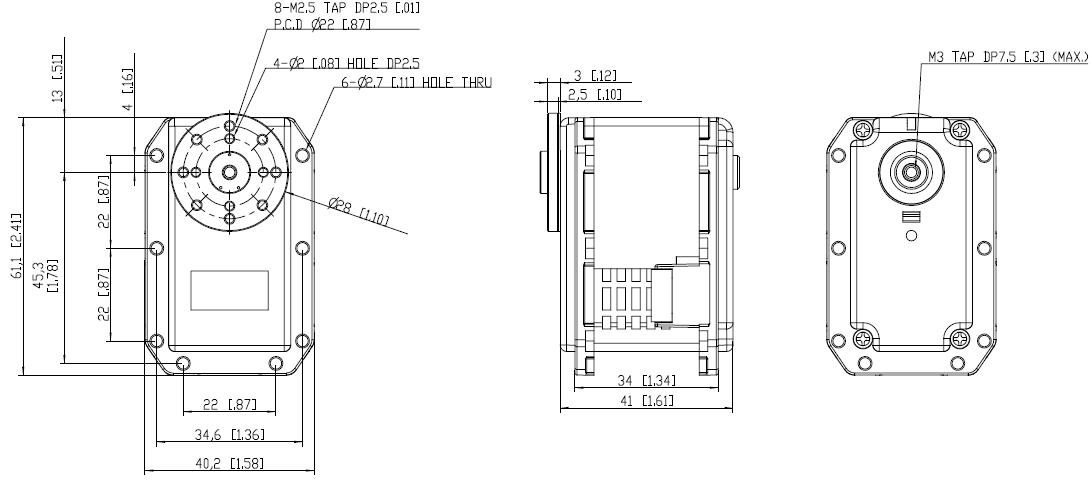 8-M2.5 TAP DP2.5 [.01]
P.C.D Ø22 [.87]
4-Ø2 [.08] HOLE DP2.5
6-Ø2.7 [.11] HOLE THRU
13 [.51]
4 [.16]
Ø28 [1.10]
22 [.87]
61,1 [2.41]
45,3
[1.78]
22 [.87]
22 [.87]
34,6 [1.36]
40,2 [1.58]
3 [.12]
2,5 [.10]
34 [1.34]
41 [1.61]
M3 TAP DP7.5 [.3] (MAX.)